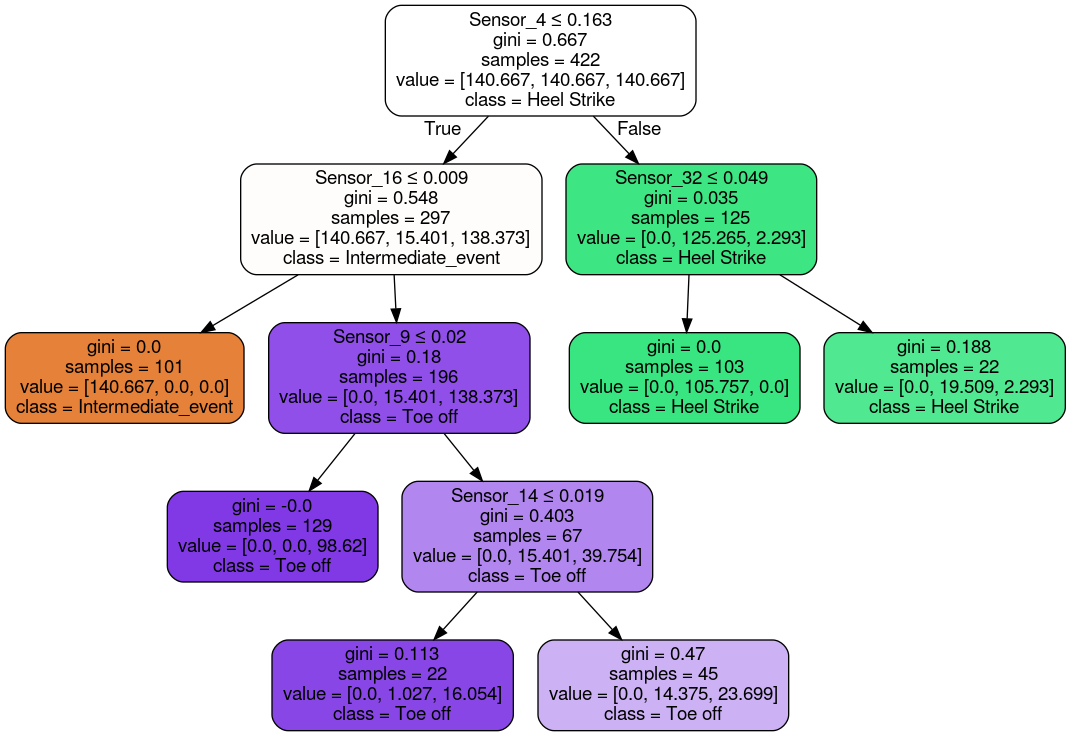 Sensor_4 ≤ 0.163
gini = 0.667
samples = 422
value = [140.667, 140.667, 140.667]
class = Heel Strike
True
False
Sensor_16 ≤ 0.009
gini = 0.548
samples = 297
value = [140.667, 15.401, 138.373]
class = Intermediate_event
Sensor_32 ≤ 0.049
gini = 0.035
samples = 125
value = [0.0, 125.265, 2.293]
class = Heel Strike
gini = 0.0
samples = 101
value = [140.667, 0.0, 0.0]
class = Intermediate_event
Sensor_9 ≤ 0.02
gini = 0.18
samples = 196
value = [0.0, 15.401, 138.373]
class = Toe off
gini = 0.0
samples = 103
value = [0.0, 105.757, 0.0]
class = Heel Strike
gini = 0.188
samples = 22
value = [0.0, 19.509, 2.293]
class = Heel Strike
gini = -0.0
samples = 129
value = [0.0, 0.0, 98.62]
class = Toe off
Sensor_14 ≤ 0.019
gini = 0.403
samples = 67
value = [0.0, 15.401, 39.754]
class = Toe off
gini = 0.113
samples = 22
value = [0.0, 1.027, 16.054]
class = Toe off
gini = 0.47
samples = 45
value = [0.0, 14.375, 23.699]
class = Toe off